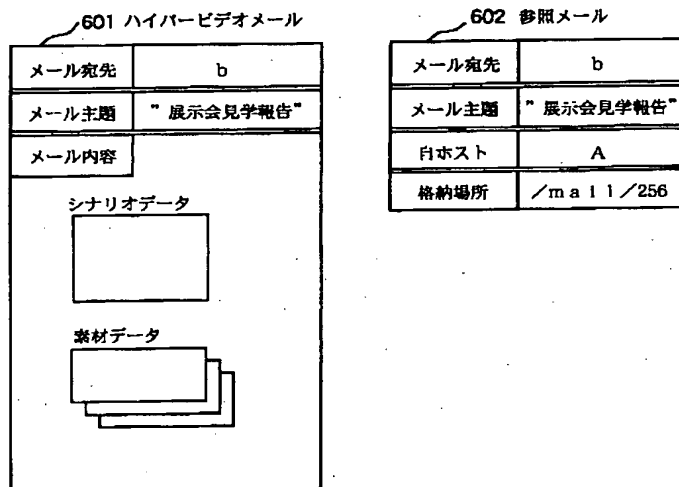 601 ハイパービデオメール
メール宛先 b
メール主題 ”展示会見学報告”
メール内容
シナリオデータ
素材データ
602 参照メール
メール宛先 b
メール主題 ”展示会見学報告”
自ホスト A
格納場所 /mail/256